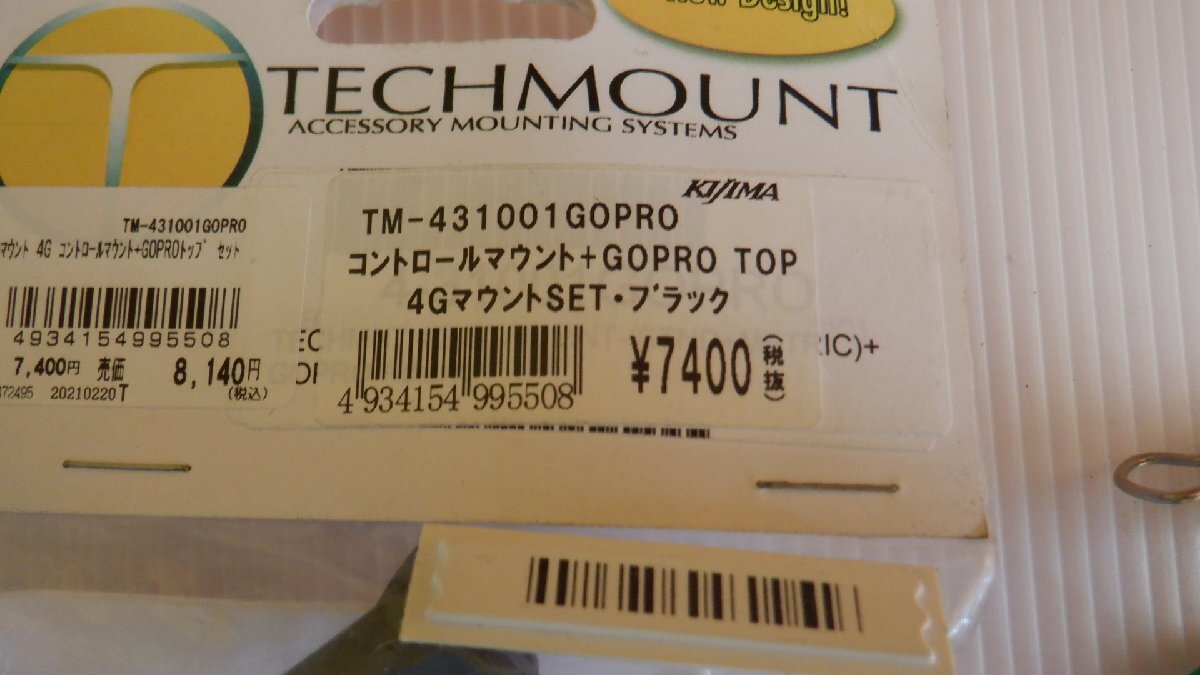 New Design!
TECHMOUNT
ACCESSORY MOUNTING SYSTEMS
KIJIMA
TM-431001GOPRO
コントロールマウント+GOPRO TOP
4GマウントSET・ブラック
¥7400(税抜)
4 934154 995508
TM-431001GOPRO
マウント 4G コントロールマウント+GOPROトップ セット
4934154995508
7,400円 売価 8,140円
(税込)
472495 20210220T
RIC)+